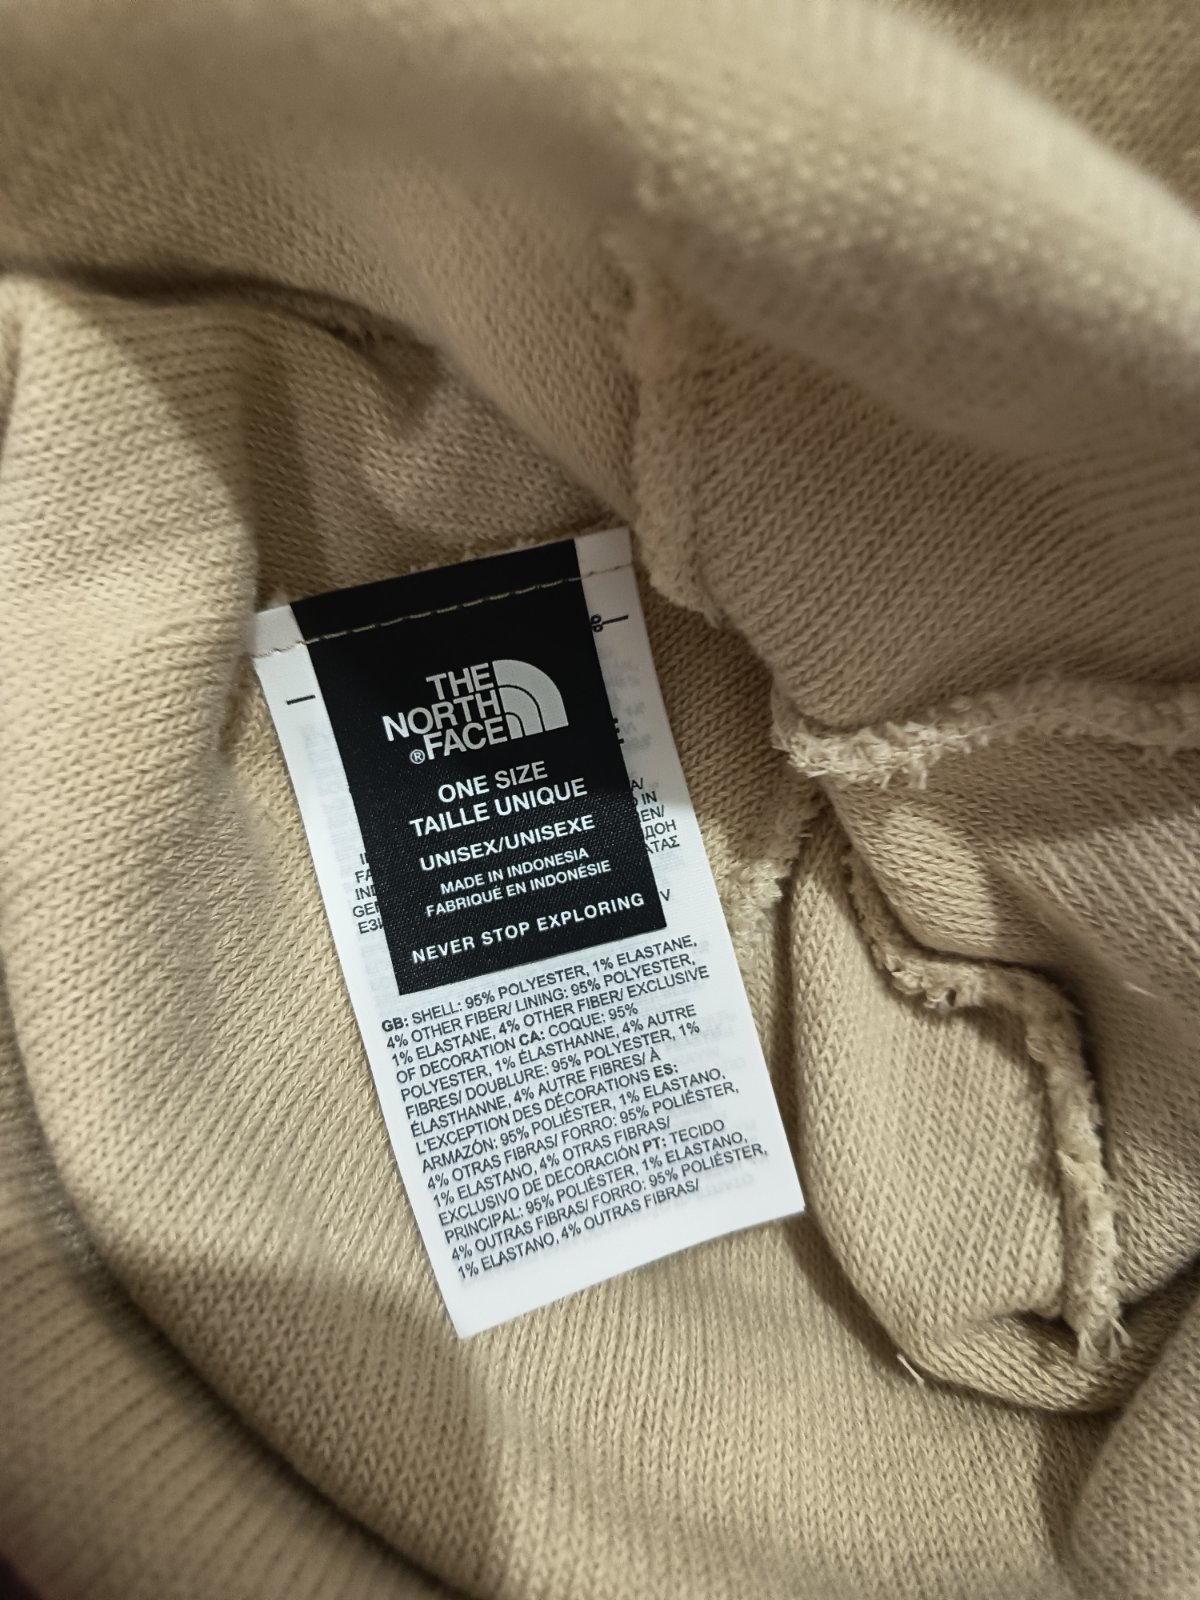 THE
NORTH
®FACE
ONE SIZE
TAILLE UNIQUE
UNISEX/UNISEXE
MADE IN INDONESIA
FABRIQUÉ EN INDONÉSIE
NEVER STOP EXPLORING
GB: SHELL: 95% POLYESTER, 1% ELASTANE,
4% OTHER FIBER/ LINING: 95% POLYESTER,
1% ELASTANE, 4% OTHER FIBER/ EXCLUSIVE
OF DECORATION CA: COQUE: 95%
POLYESTER, 1% ÉLASTHANNE, 4% AUTRE
FIBRES/ DOUBLURE: 95% POLYESTER, 1%
ÉLASTHANNE, 4% AUTRE FIBRES/ À
L'EXCEPTION DES DÉCORATIONS ES:
ARMAZÓN: 95% POLIÉSTER, 1% ELASTANO,
4% OTRAS FIBRAS/ FORRO: 95% POLIÉSTER,
1% ELASTANO, 4% OTRAS FIBRAS/
EXCLUSIVO DE DECORACIÓN PT: TECIDO
PRINCIPAL: 95% POLIÉSTER, 1% ELASTANO,
4% OUTRAS FIBRAS/ FORRO: 95% POLIÉSTER,
1% ELASTANO, 4% OUTRAS FIBRAS/